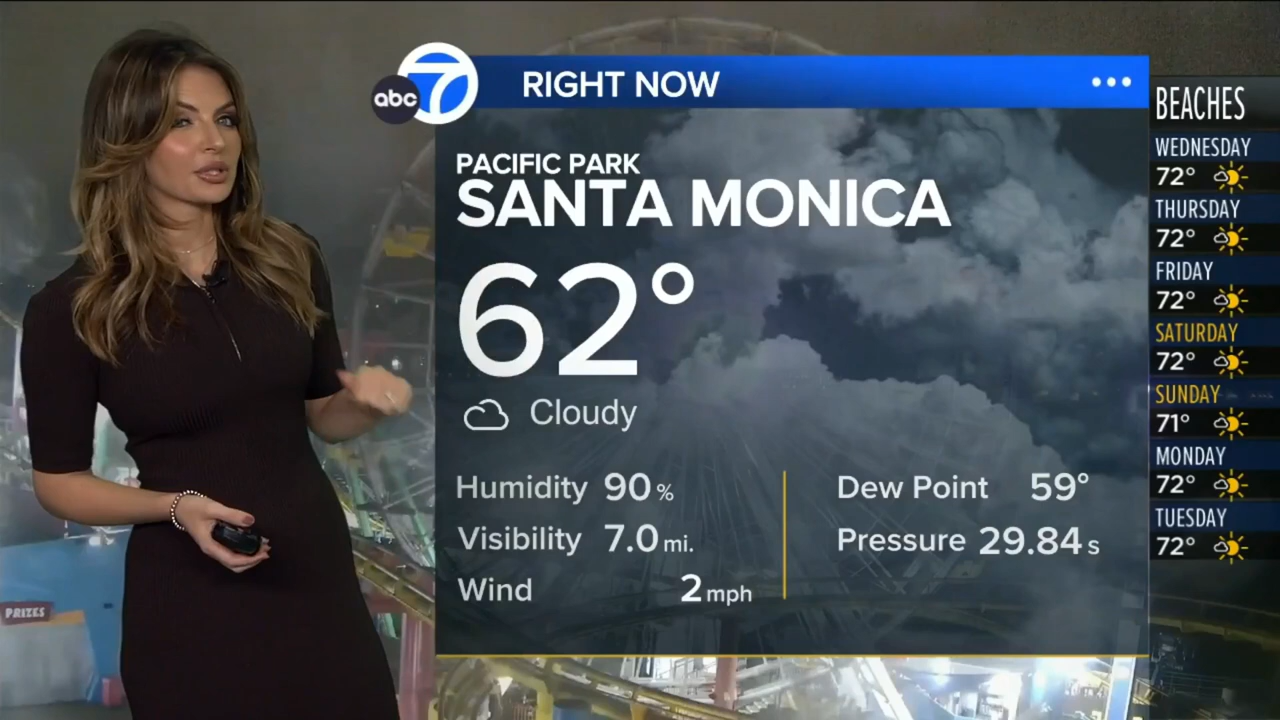 abc 7
RIGHT NOW
PACIFIC PARK
SANTA MONICA
62°
Cloudy
Humidity 90 %
Visibility 7.0 mi.
Wind 2 mph
Dew Point 59°
Pressure 29.84 s
BEACHES
WEDNESDAY
72°
THURSDAY
72°
FRIDAY
72°
SATURDAY
72°
SUNDAY
71°
MONDAY
72°
TUESDAY
72°
PRIZES